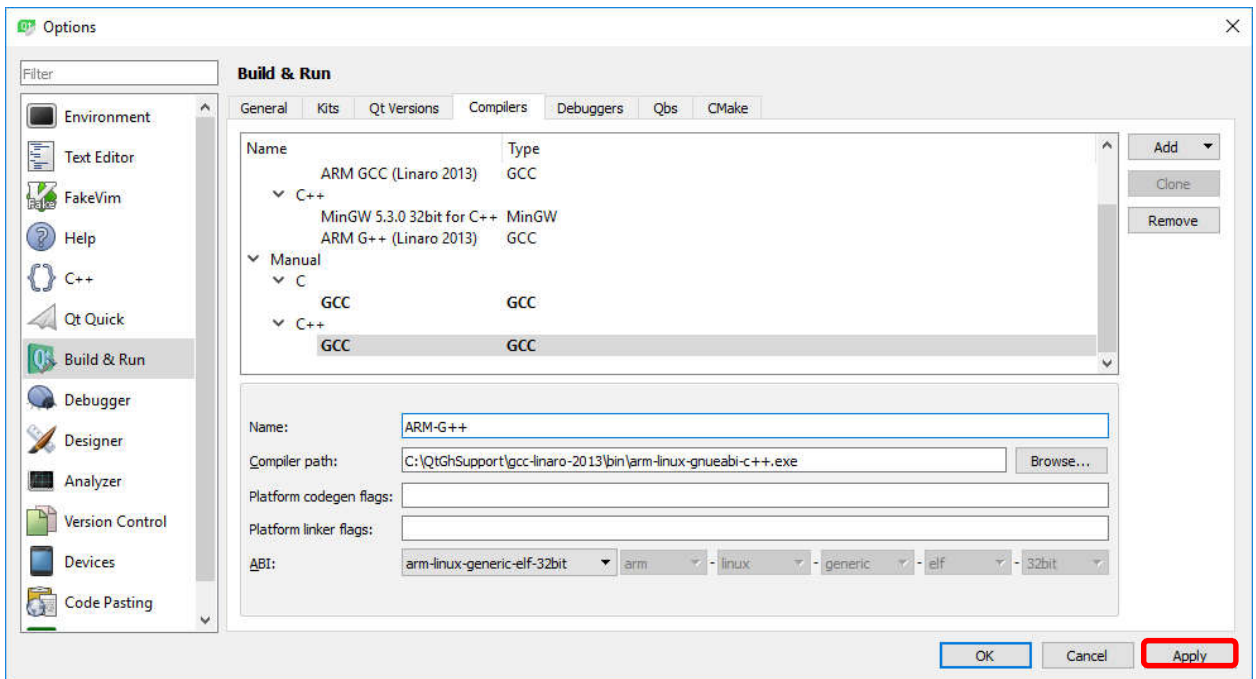 Options
Filter
Build & Run
Environment
Text Editor
FakeVim
Help
C++
Qt Quick
Build & Run
Debugger
Designer
Analyzer
Version Control
Devices
Code Pasting
General Kits Qt Versions Compilers Debuggers Qbs CMake
Name Type
ARM GCC (Linaro 2013) GCC
C++
MinGW 5.3.0 32bit for C++ MinGW
ARM G++ (Linaro 2013) GCC
Manual
C
GCC GCC
C++
GCC GCC
Add
Clone
Remove
Name: ARM-G++
Compiler path: C:\QtGhSupport\gcc-linaro-2013\bin\arm-linux-gnueabi-c++.exe Browse...
Platform codegen flags:
Platform linker flags:
ABI: arm-linux-generic-elf-32bit arm - linux - generic - elf - 32bit
OK Cancel Apply